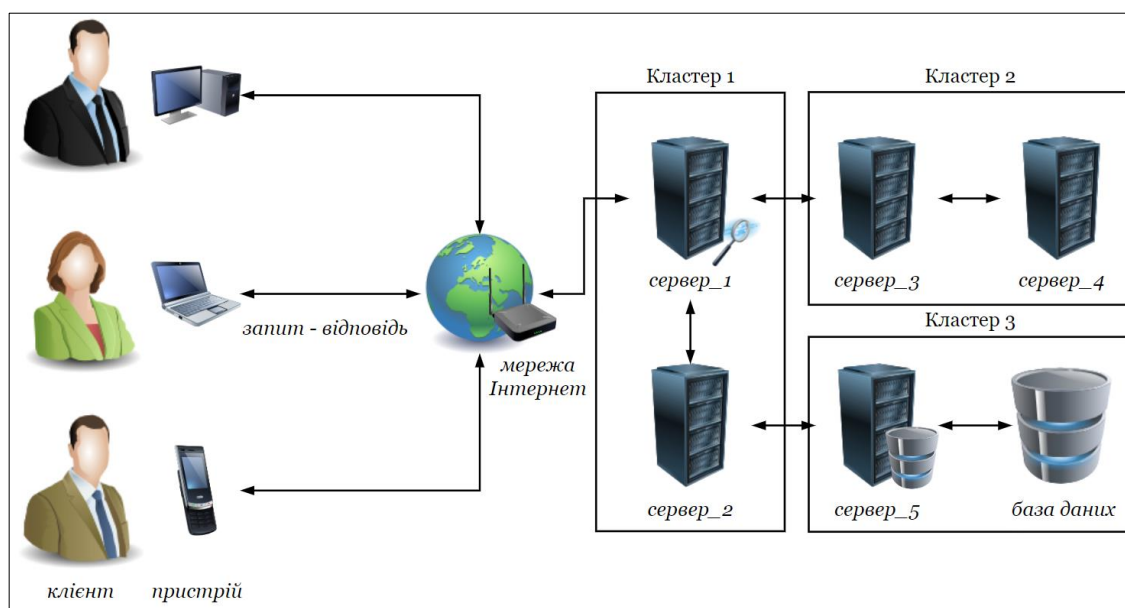 Кластер 1
Кластер 2
сервер_1
сервер_3
сервер_4
запит - відповідь
мережа
Інтернет
Кластер 3
сервер_2
сервер_5
база даних
клієнт
пристрій